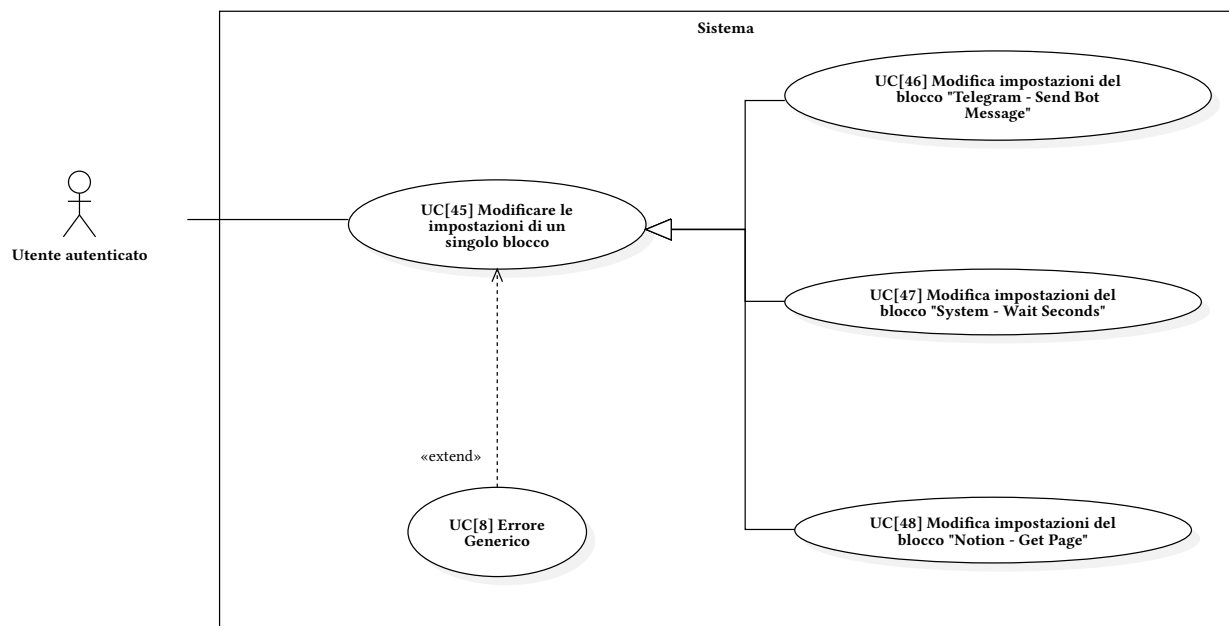 Sistema
UC[46] Modifica impostazioni del
blocco "Telegram - Send Bot
Message"
UC[45] Modificare le
impostazioni di un
singolo blocco
Utente autenticato
UC[47] Modifica impostazioni del
blocco "System - Wait Seconds"
«extend»
UC[8] Errore
Generico
UC[48] Modifica impostazioni del
blocco "Notion - Get Page"